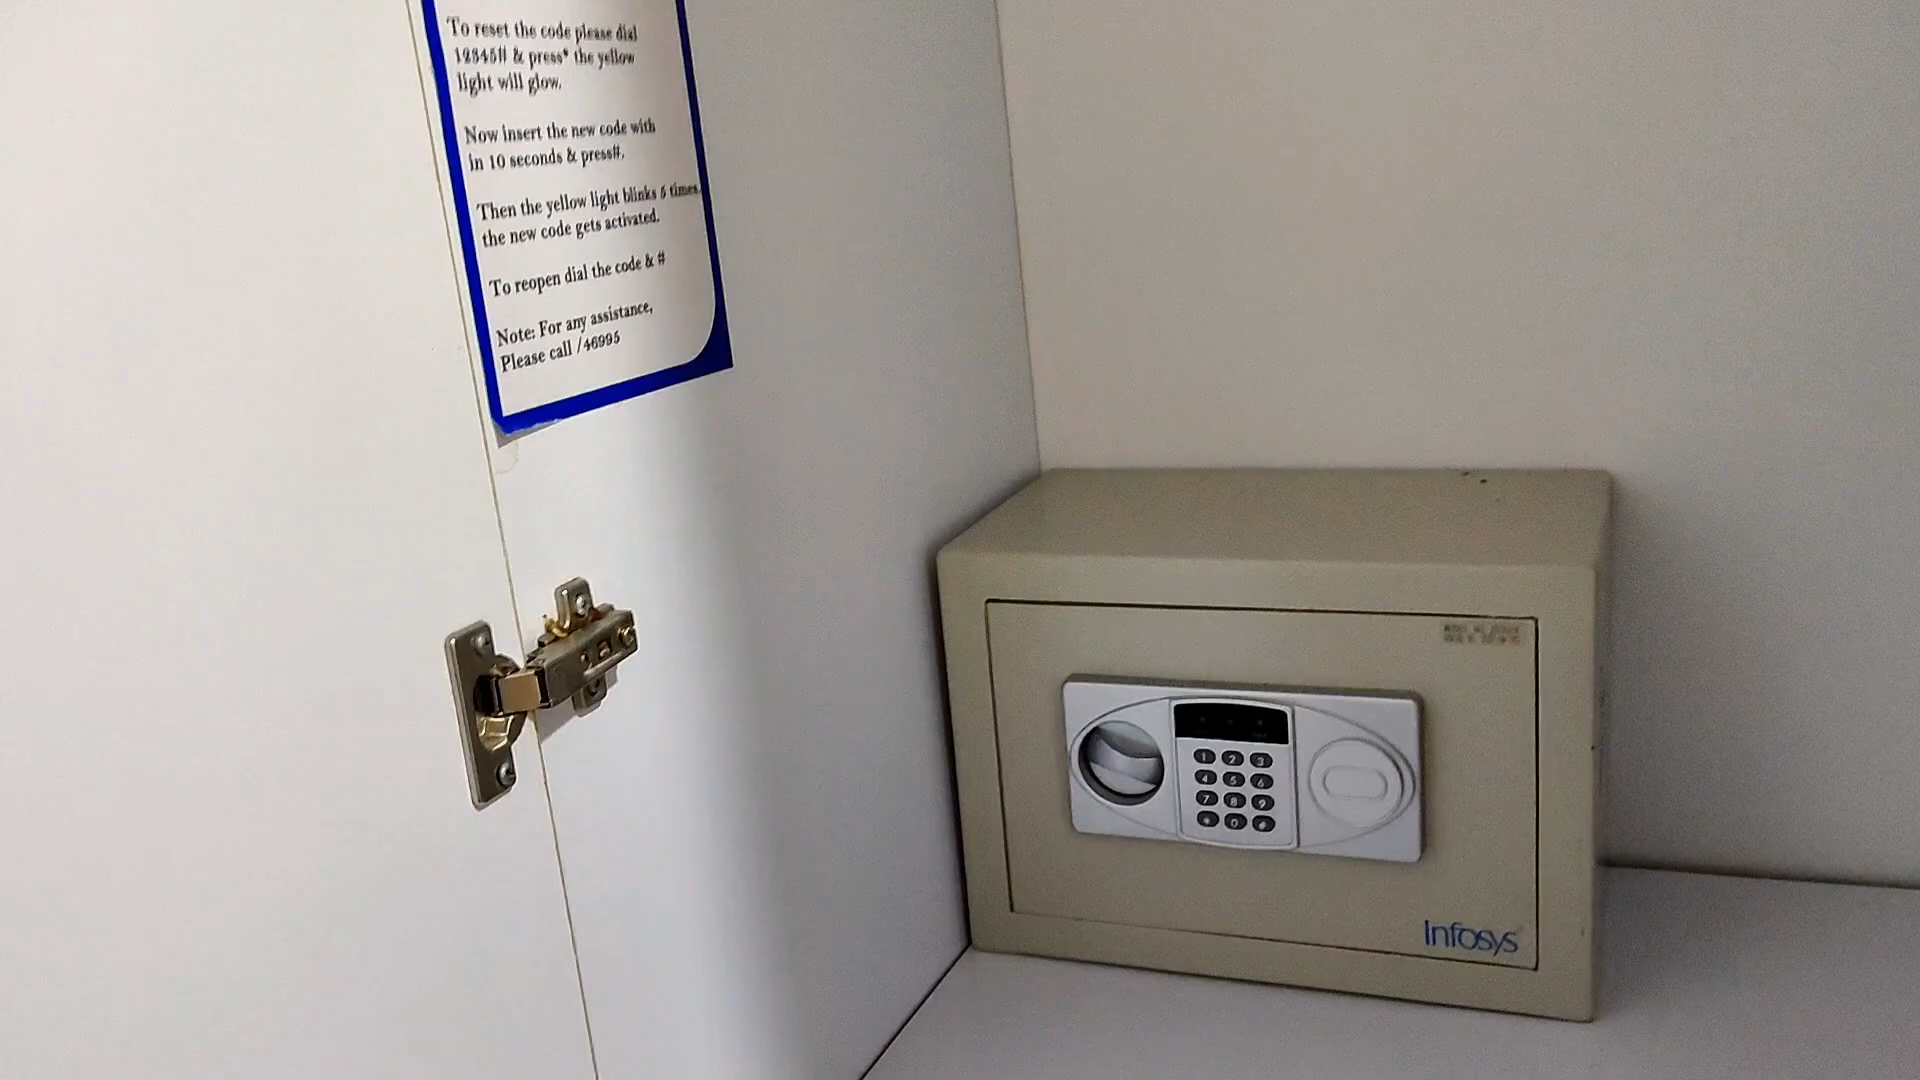 To reset the code please dial
12345# & press* the yellow
light will glow.
Now insert the new code with
in 10 seconds & press#.
Then the yellow light blinks 5 times.
the new code gets activated.
To reopen dial the code & #
Note: For any assistance,
Please call /46995
1 2 3
4 5 6
7 8 9
* 0 #
Infosys